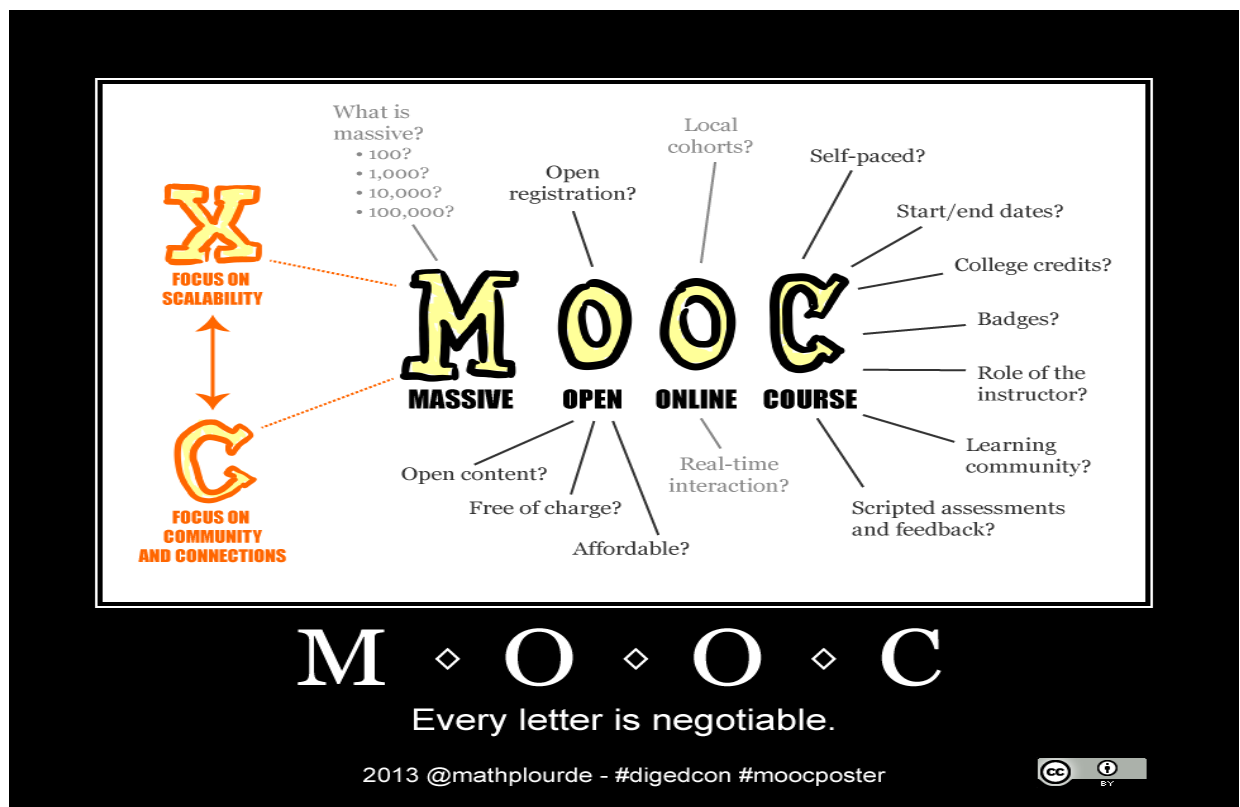 What is
massive?
• 100?
• 1,000?
• 10,000?
• 100,000?
Open
registration?
Local
cohorts?
Self-paced?
Start/end dates?
College credits?
Badges?
Role of the
instructor?
Learning
community?
Scripted assessments
and feedback?
X
FOCUS ON
SCALABILITY
C
FOCUS ON
COMMUNITY
AND CONNECTIONS
M O O C
MASSIVE OPEN ONLINE COURSE
Open content?
Free of charge?
Affordable?
Real-time
interaction?
M ◇ O ◇ O ◇ C
Every letter is negotiable.
2013 @mathplourde - #digedcon #moocposter
cc
BY